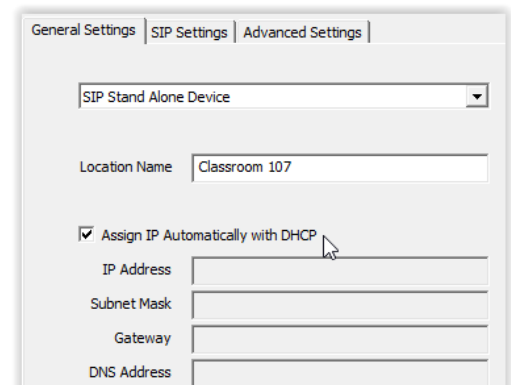 General Settings SIP Settings Advanced Settings
SIP Stand Alone Device
Location Name Classroom 107
Assign IP Automatically with DHCP
IP Address
Subnet Mask
Gateway
DNS Address